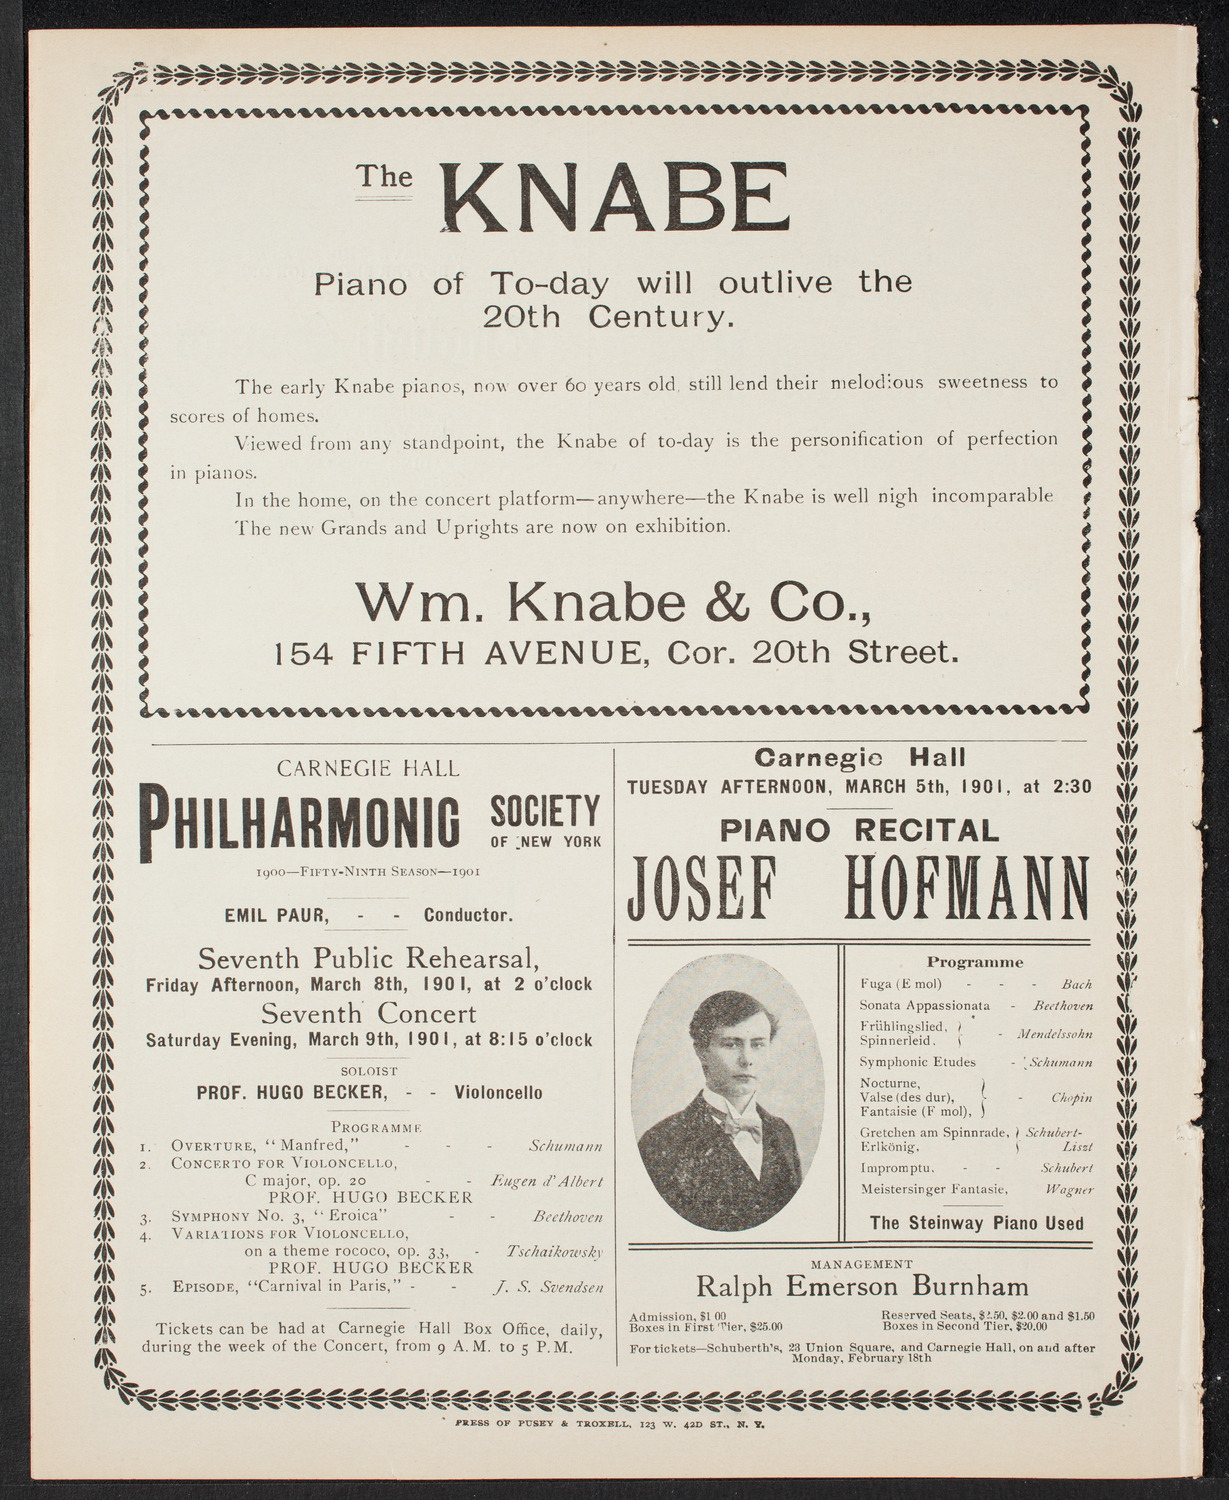 The KNABE
Piano of To-day will outlive the
20th Century.
The early Knabe pianos, now over 60 years old, still lend their melodious sweetness to
scores of homes.
Viewed from any standpoint, the Knabe of to-day is the personification of perfection
in pianos.
In the home, on the concert platform—anywhere—the Knabe is well nigh incomparable
The new Grands and Uprights are now on exhibition.
Wm. Knabe & Co.,
154 FIFTH AVENUE, Cor. 20th Street.
CARNEGIE HALL
PHILHARMONIC SOCIETY
OF NEW YORK
1900—FIFTY-NINTH SEASON—1901
EMIL PAUR, - - Conductor.
Seventh Public Rehearsal,
Friday Afternoon, March 8th, 1901, at 2 o'clock
Seventh Concert
Saturday Evening, March 9th, 1901, at 8:15 o'clock
SOLOIST
PROF. HUGO BECKER, - - Violoncello
PROGRAMME
1. OVERTURE, "Manfred," - - - Schumann
2. CONCERTO FOR VIOLONCELLO,
C major, op. 20 - - Eugen d'Albert
PROF. HUGO BECKER
3. SYMPHONY No. 3, "Eroica" - - Beethoven
4. VARIATIONS FOR VIOLONCELLO,
on a theme rococo, op. 33, - Tschaikowsky
PROF. HUGO BECKER
5. EPISODE, "Carnival in Paris," - - J. S. Svendsen
Tickets can be had at Carnegie Hall Box Office, daily,
during the week of the Concert, from 9 A.M. to 5 P.M.
Carnegie Hall
TUESDAY AFTERNOON, MARCH 5th, 1901, at 2:30
PIANO RECITAL
JOSEF HOFMANN
Programme
Fuga (E mol) - - - Bach
Sonata Appassionata - Beethoven
Frühlingslied, }
Spinnerleid. { - Mendelssohn
Symphonic Etudes - Schumann
Nocturne,
Valse (des dur), } - Chopin
Fantaisie (F mol),
Gretchen am Spinnrade, } Schubert-
Erlkönig, Liszt
Impromptu, - - Schubert
Meistersinger Fantasie, Wagner
The Steinway Piano Used
MANAGEMENT
Ralph Emerson Burnham
Admission, $1 00 Reserved Seats, $2.50, $2.00 and $1.50
Boxes in First Tier, $25.00 Boxes in Second Tier, $20.00
For tickets—Schuberth's, 23 Union Square, and Carnegie Hall, on and after
Monday, February 18th
PRESS OF PUSEY & TROXELL, 123 W. 42D ST., N. Y.